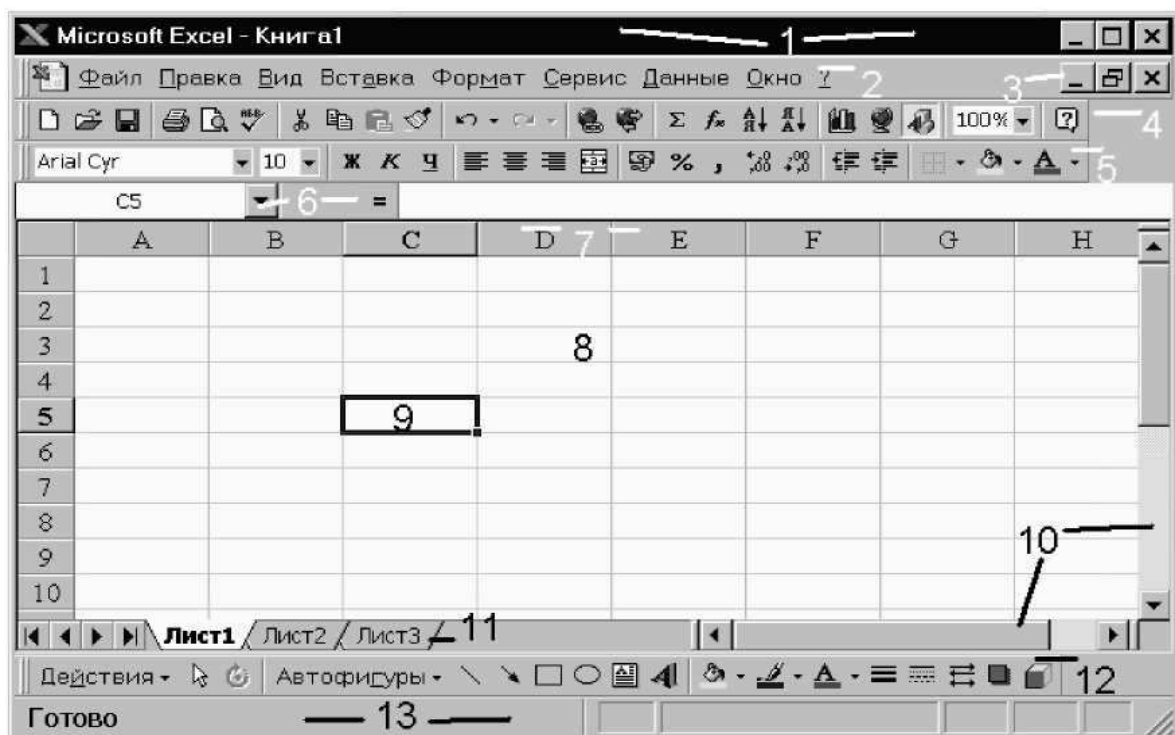 Microsoft Excel - Книга1 1
Файл Правка Вид Вставка Формат Сервис Данные Окно ? 2 3
100% 4
Arial Cyr 10 Ж К Ч % , 5
C5 6 =
A B C D 7 E F G H
1
2
3 8
4
5 9
6
7
8
9 10
10
Лист1 Лист2 Лист3 11
Действия Автофигуры 12
Готово 13